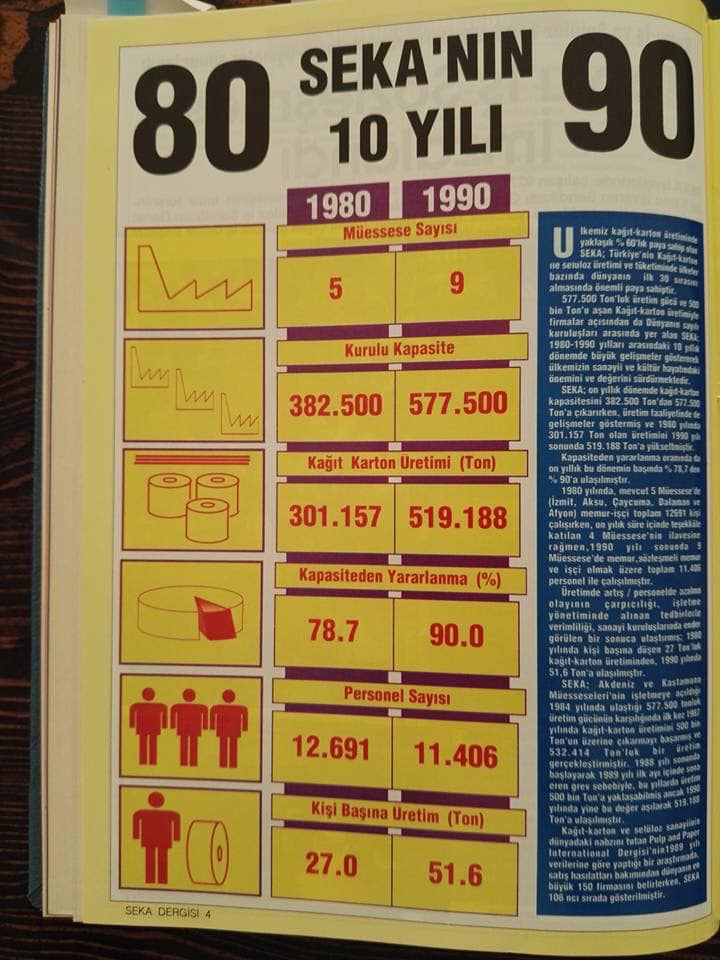 80
SEKA'NIN
10 YILI
90
1980 1990
Müessese Sayısı
5 9
Kurulu Kapasite
382.500 577.500
Kağıt Karton Üretimi (Ton)
301.157 519.188
Kapasiteden Yararlanma (%)
78.7 90.0
Personel Sayısı
12.691 11.406
Kişi Başına Üretim (Ton)
27.0 51.6
Ulkemiz kağıt-karton üretiminde
yaklaşık % 60'lık paya sahip olan
SEKA; Türkiye'nin Kağıt-karton
ile selüloz üretimi ve tüketiminde ülkeler
bazında dünyanın ilk 30 sırasını
almasında önemli paya sahiptir.
577.500 Ton'luk üretim gücü ve 500
bin Ton'u aşan Kağıt-karton üretimiyle
firmalar açısından da Dünyanın sayılı
kuruluşları arasında yer alan SEKA;
1980-1990 yılları arasındaki 10 yıllık
dönemde büyük gelişmeler göstererek
ülkemizin sanayii ve kültür hayatındaki
önemini ve değerini sürdürmektedir.
SEKA; on yıllık dönemde kağıt-karton
kapasitesini 382.500 Ton'dan 577.500
Ton'a çıkarırken, üretim faaliyetinde de
gelişmeler göstermiş ve 1980 yılında
301.157 Ton olan üretimini 1990 yılı
sonunda 519.188 Ton'a yükseltmiştir.
Kapasiteden yararlanma oranında da
on yıllık bu dönemin başında % 78,7 den
% 90'a ulaşılmıştır.
1980 yılında, mevcut 5 Müessese'de
(İzmit, Aksu, Çaycuma, Dalaman ve
Afyon) memur-işçi toplam 12691 kişi
çalışırken, on yılık süre içinde teşekküle
katılan 4 Müessese'nin ilavesine
rağmen,1990 yılı sonunda 9
Müessese'de memur,sözleşmeli memur
ve işçi olmak üzere toplam 11.406
personel ile çalışılmıştır.
Üretimde artış / personelde azalma
olayının çarpıcılığı, işletme
yönetiminde alınan tedbirlerle
verimliliği, sanayi kuruluşlarında ender
görülen bir sonuca ulaştırmış; 1980
yılında kişi başına düşen 27 Ton'luk
kağıt-karton üretiminden, 1990 yılında
51,6 Ton'a ulaşılmıştır.
SEKA; Akdeniz ve Kastamonu
Müesseseleri'nin işletmeye açıldığı
1984 yılında ulaştığı 577.500 tonluk
üretim gücünün karşılığında ilk kez 1987
yılında kağıt-karton üretimini 500 bin
Ton'un üzerine çıkarmayı başarmış ve
532.414 Ton'luk bir üretim
gerçekleştirmiştir. 1988 yılı sonunda
başlayarak 1989 yılı ilk ayı içinde sona
eren grev sebebiyle, bu yıllarda üretim
500 bin Ton'a yaklaşabilmiş ancak 1990
yılında yine bu değer aşılarak 519.188
Ton'a ulaşılmıştır.
Kağıt-karton ve selüloz sanayiinin
dünyadaki nabzını tutan Pulp and Paper
International Dergisi'nin1989 yılı
verilerine göre yaptığı bir araştırmada,
satış hasılatları bakımından dünyanın en
büyük 150 firmasını belirlerken, SEKA
106 ncı sırada gösterilmiştir.
SEKA DERGİSİ 4